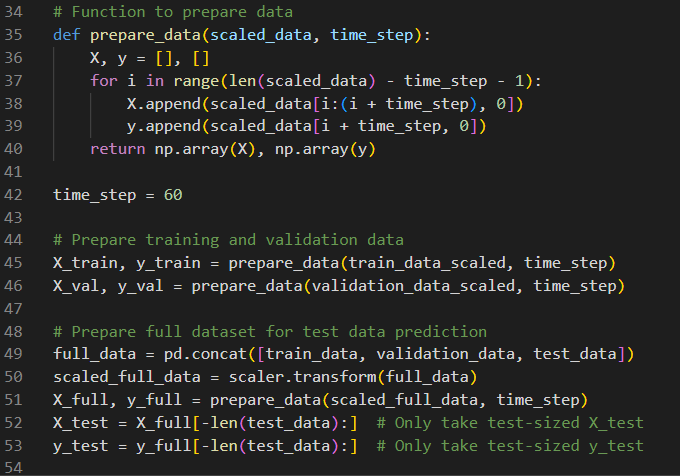 34 # Function to prepare data
35 def prepare_data(scaled_data, time_step):
36     X, y = [], []
37     for i in range(len(scaled_data) - time_step - 1):
38         X.append(scaled_data[i:(i + time_step), 0])
39         y.append(scaled_data[i + time_step, 0])
40     return np.array(X), np.array(y)
41
42 time_step = 60
43
44 # Prepare training and validation data
45 X_train, y_train = prepare_data(train_data_scaled, time_step)
46 X_val, y_val = prepare_data(validation_data_scaled, time_step)
47
48 # Prepare full dataset for test data prediction
49 full_data = pd.concat([train_data, validation_data, test_data])
50 scaled_full_data = scaler.transform(full_data)
51 X_full, y_full = prepare_data(scaled_full_data, time_step)
52 X_test = X_full[-len(test_data):]  # Only take test-sized X_test
53 y_test = y_full[-len(test_data):]  # Only take test-sized y_test
54